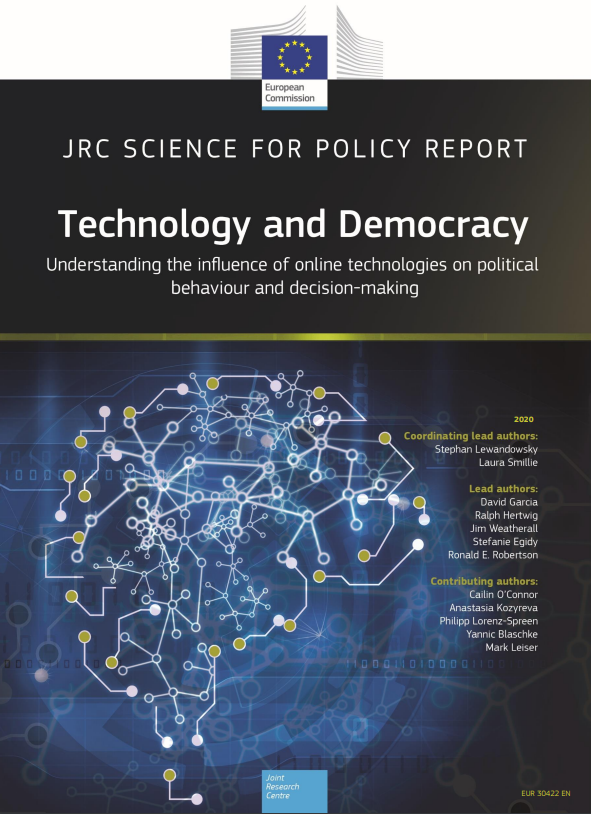 European
Commission
JRC SCIENCE FOR POLICY REPORT
Technology and Democracy
Understanding the influence of online technologies on political
behaviour and decision-making
2020
Coordinating lead authors:
Stephan Lewandowsky
Laura Smillie
Lead authors:
David Garcia
Ralph Hertwig
Jim Weatherall
Stefanie Egidy
Ronald E. Robertson
Contributing authors:
Cailin O'Connor
Anastasia Kozyreva
Philipp Lorenz-Spreen
Yannic Blaschke
Mark Leiser
Joint
Research
Centre
EUR 30422 EN